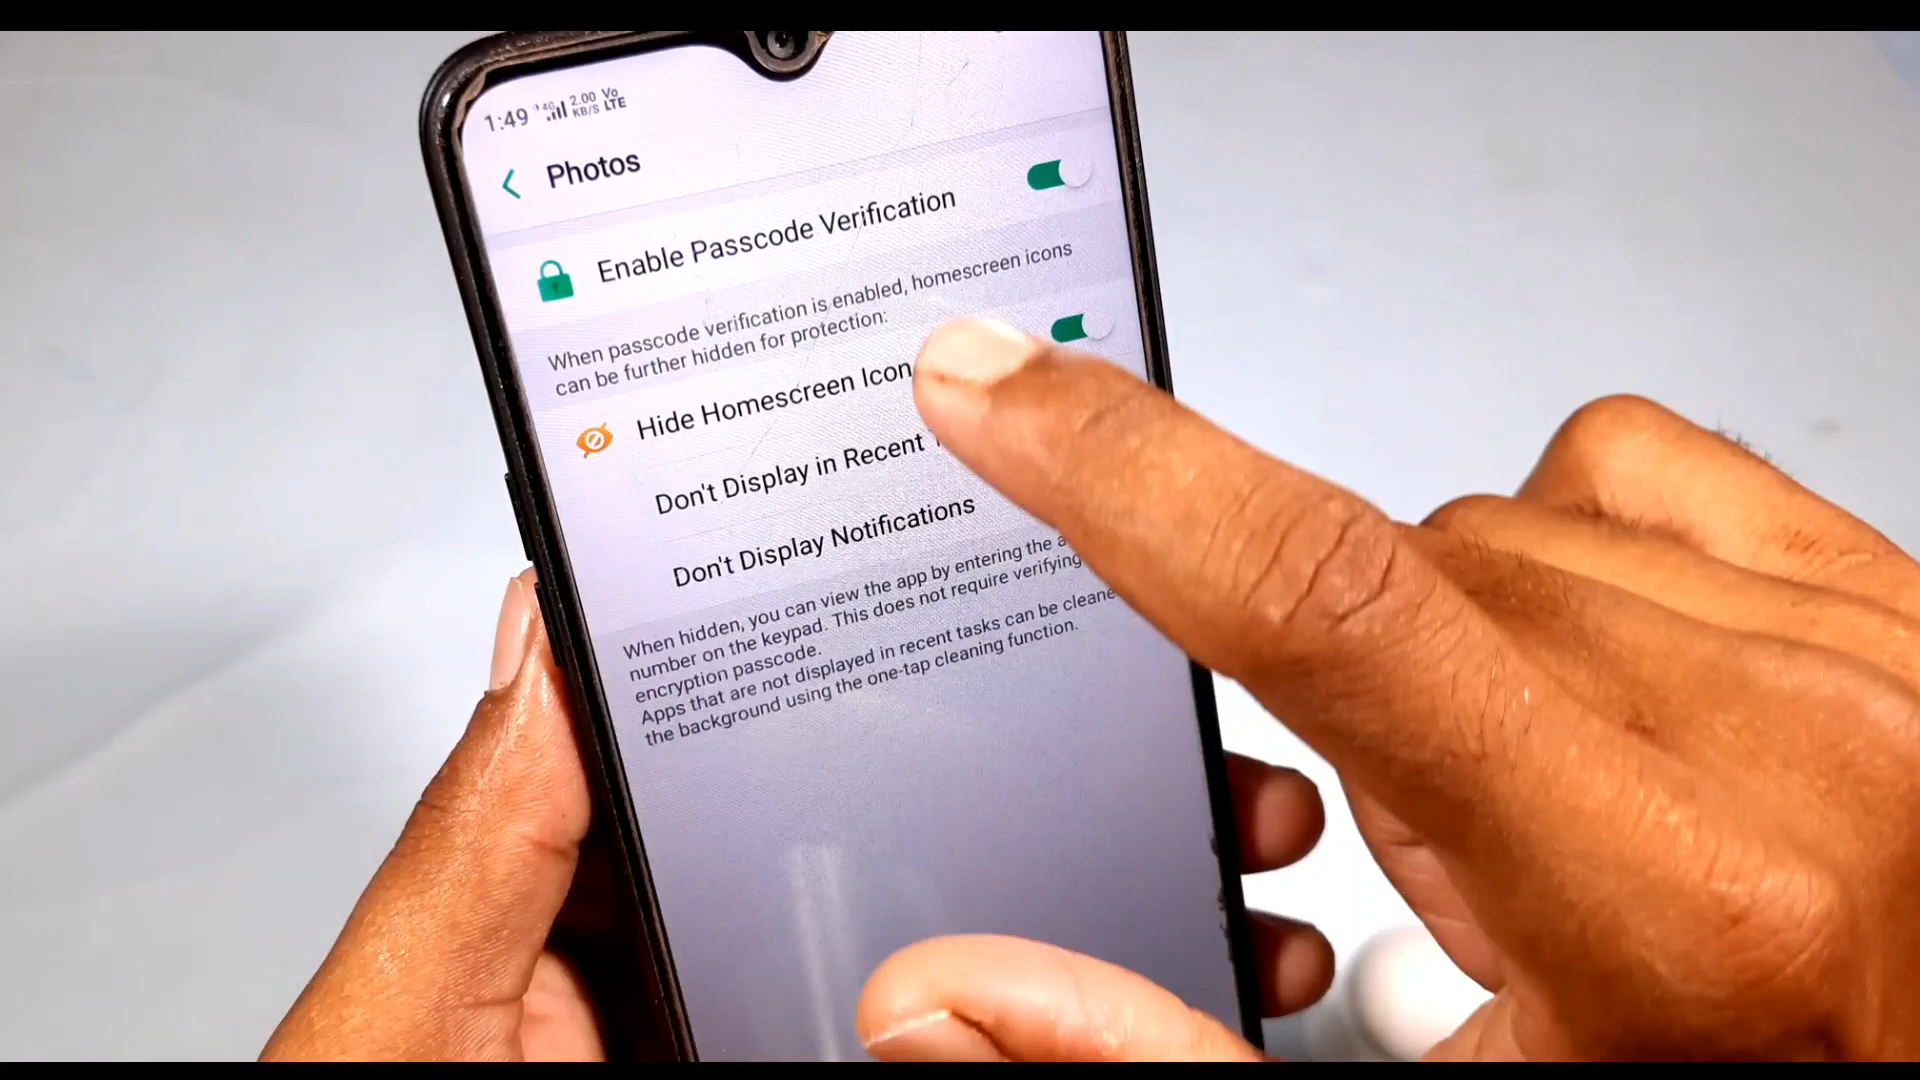 1:49 4G 2.00 KB/S Vo LTE
Photos
Enable Passcode Verification
When passcode verification is enabled, homescreen icons
can be further hidden for protection:
Hide Homescreen Icon
Don't Display in Recent
Don't Display Notifications
When hidden, you can view the app by entering the
number on the keypad. This does not require verifying
encryption passcode.
Apps that are not displayed in recent tasks can be
the background using the one-tap cleaning function.